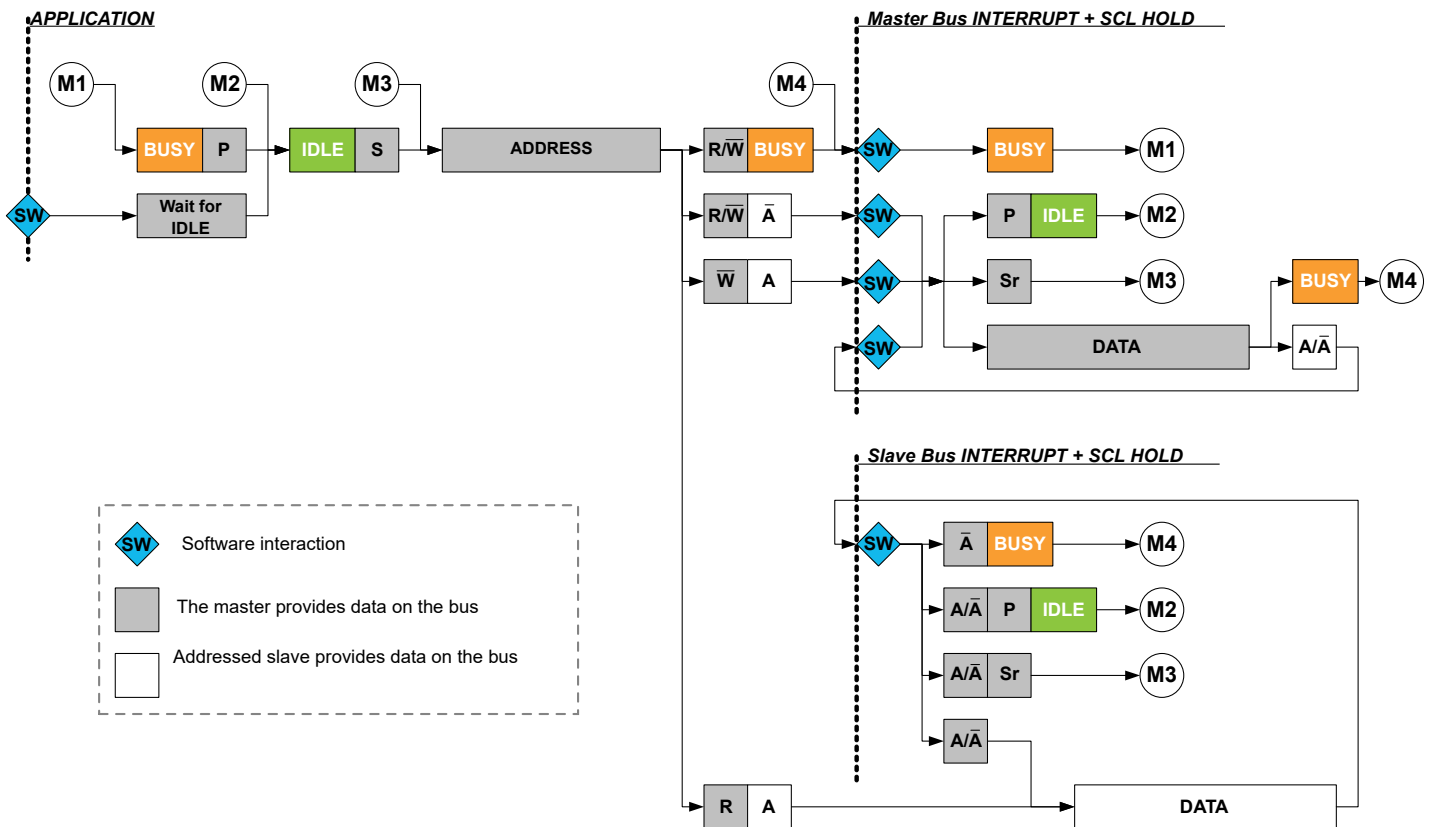 APPLICATION
Master Bus INTERRUPT + SCL HOLD
M1
M2
M3
M4
BUSY P
IDLE S
ADDRESS
R/W̅ BUSY
SW
BUSY
M1
SW
Wait for
IDLE
R/W̅ A̅
SW
P IDLE
M2
W̅ A
SW
Sr
M3
BUSY
M4
SW
DATA
A/A̅
Slave Bus INTERRUPT + SCL HOLD
SW
A̅ BUSY
M4
A/A̅ P IDLE
M2
A/A̅ Sr
M3
A/A̅
R A
DATA
SW Software interaction
The master provides data on the bus
Addressed slave provides data on the bus